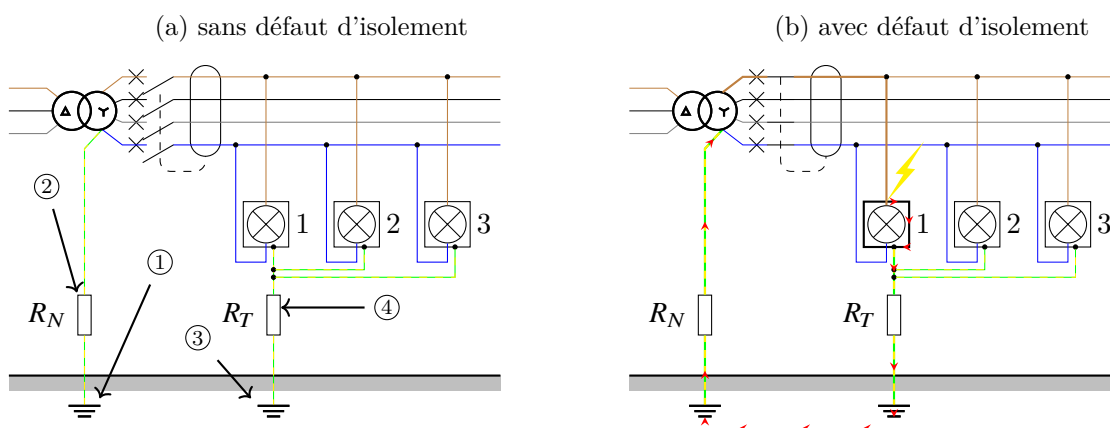 (a) sans défaut d'isolement
1
2
3
②
①
R_N
R_T
④
③
(b) avec défaut d'isolement
1
2
3
R_N
R_T